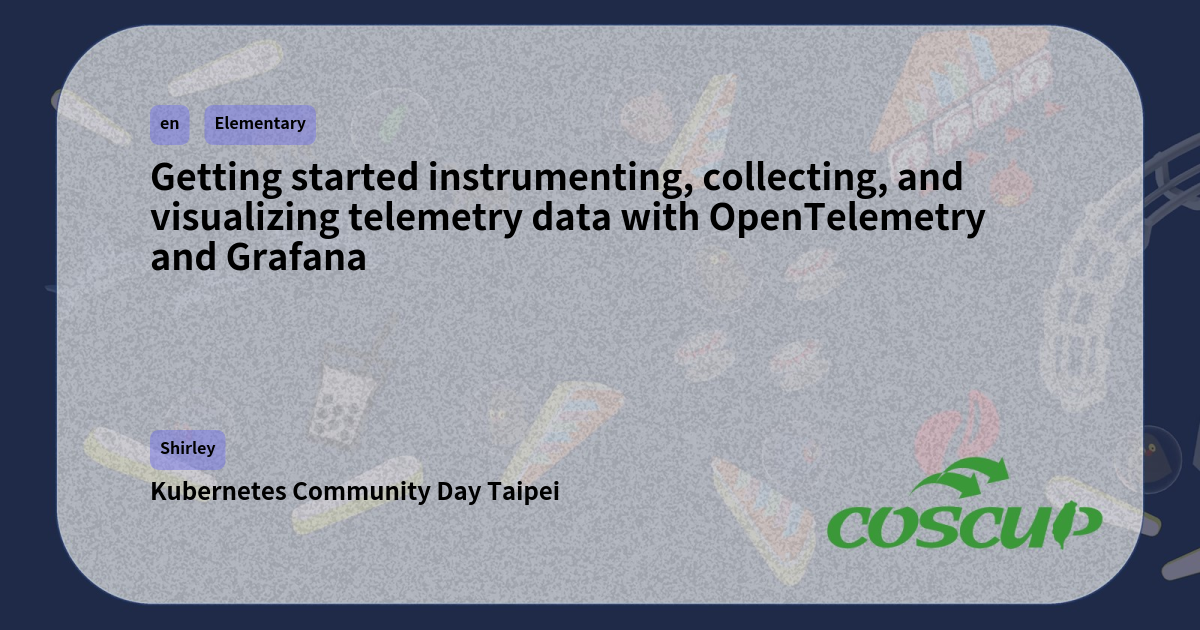 en
Elementary
Getting started instrumenting, collecting, and
visualizing telemetry data with OpenTelemetry
and Grafana
Shirley
Kubernetes Community Day Taipei
COSCUP